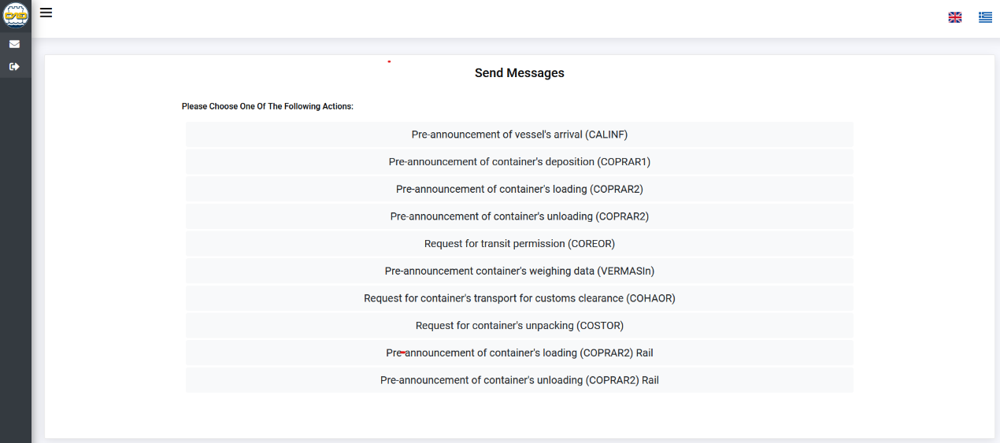 Send Messages
Please Choose One Of The Following Actions:
Pre-announcement of vessel's arrival (CALINF)
Pre-announcement of container's deposition (COPRAR1)
Pre-announcement of container's loading (COPRAR2)
Pre-announcement of container's unloading (COPRAR2)
Request for transit permission (COREOR)
Pre-announcement container's weighing data (VERMASIn)
Request for container's transport for customs clearance (COHAOR)
Request for container's unpacking (COSTOR)
Pre-announcement of container's loading (COPRAR2) Rail
Pre-announcement of container's unloading (COPRAR2) Rail